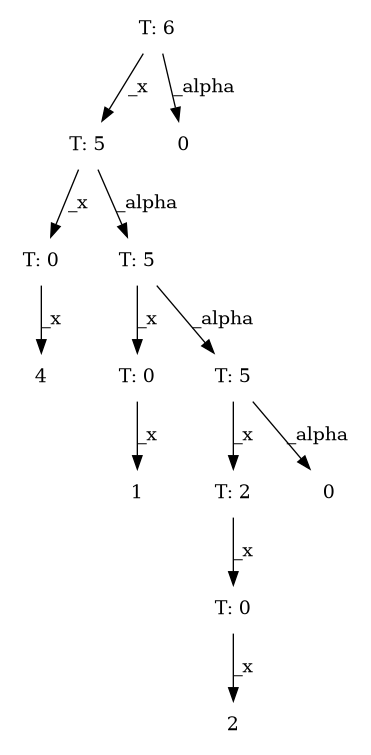 T: 6
_x _alpha
T: 5 0
_x _alpha
T: 0 T: 5
_x _x _alpha
4 T: 0 T: 5
_x _x _alpha
1 T: 2 0
_x
T: 0
_x
2